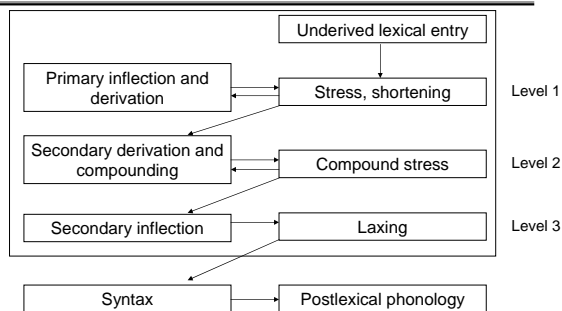 Underived lexical entry
Primary inflection and
derivation
Stress, shortening
Level 1
Secondary derivation and
compounding
Compound stress
Level 2
Secondary inflection
Laxing
Level 3
Syntax
Postlexical phonology